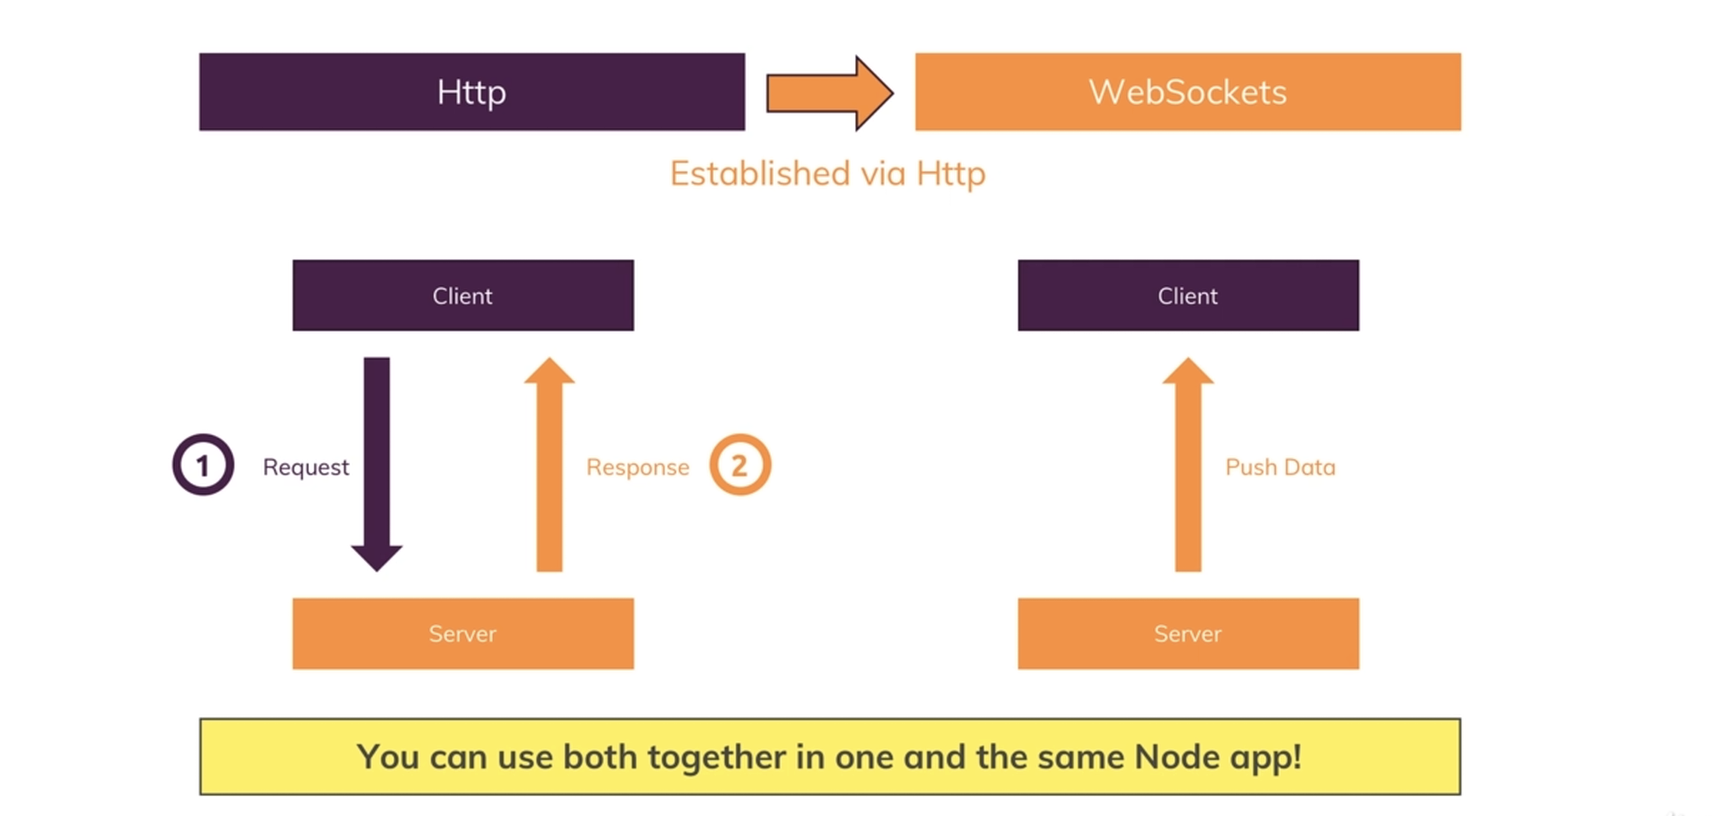 Http
WebSockets
Established via Http
Client
Client
1
Request
Response
2
Push Data
Server
Server
You can use both together in one and the same Node app!